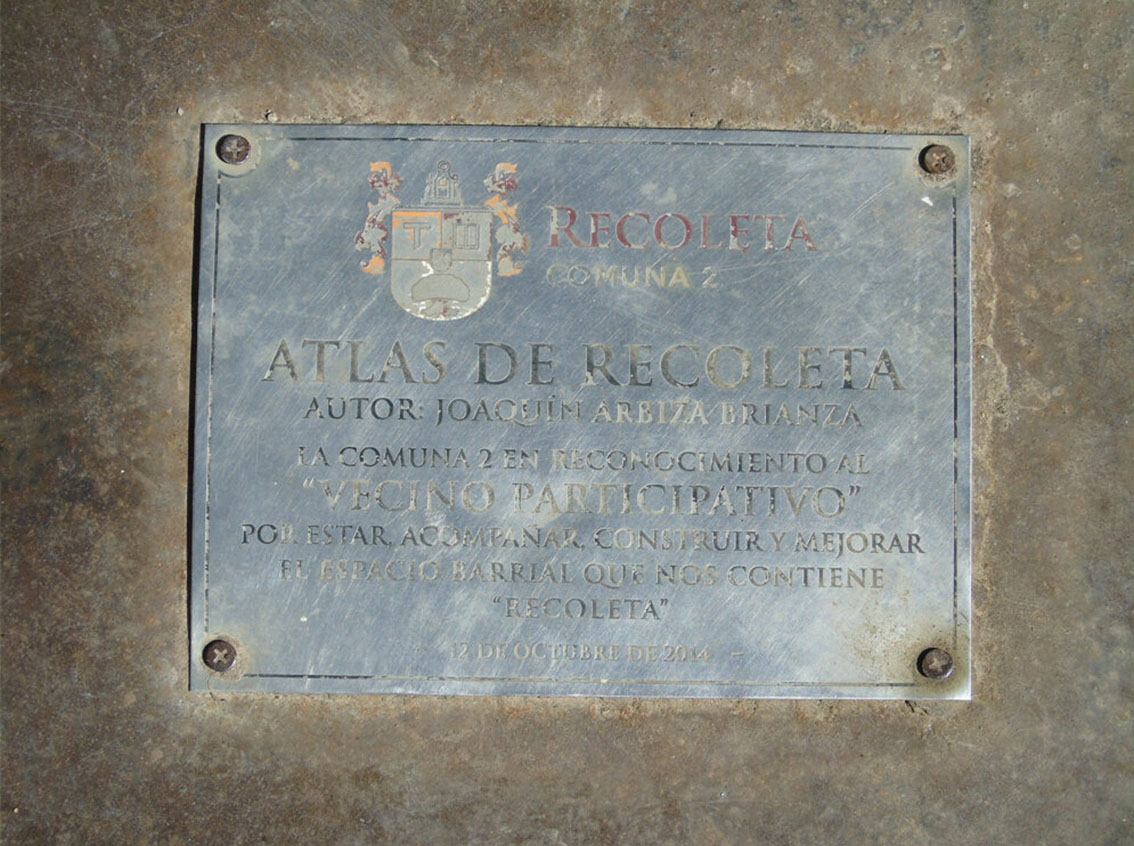 RECOLETA
COMUNA 2
ATLAS DE RECOLETA
AUTOR: JOAQUÍN ARBIZA BRIANZA
LA COMUNA 2 EN RECONOCIMIENTO AL
"VECINO PARTICIPATIVO"
POR ESTAR, ACOMPAÑAR, CONSTRUIR Y MEJORAR
EL ESPACIO BARRIAL QUE NOS CONTIENE
"RECOLETA"
12 DE OCTUBRE DE 2014